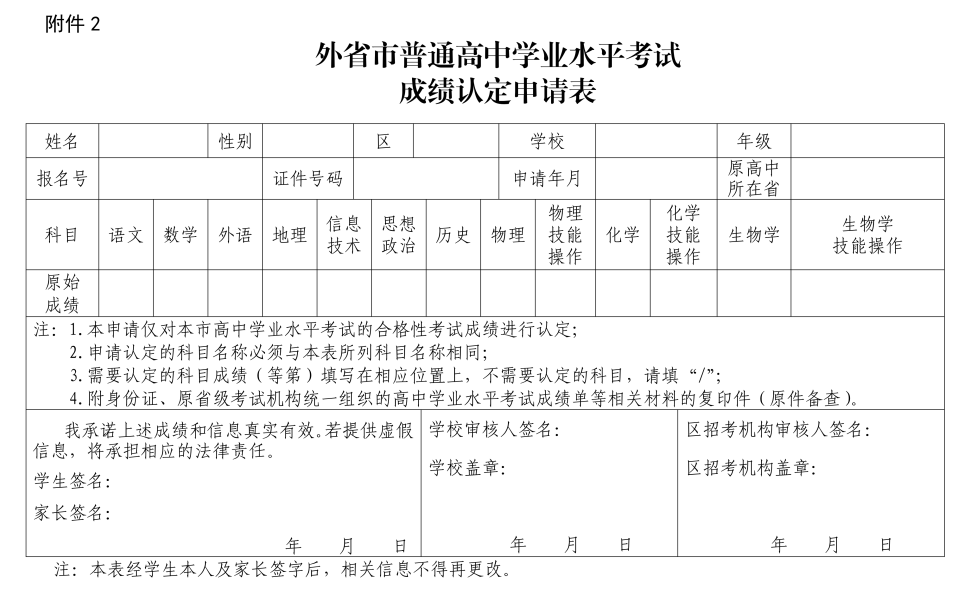 附件 2
外省市普通高中学业水平考试
成绩认定申请表
姓名 性别 区 学校 年级
报名号 证件号码 申请年月 原高中所在省
科目 语文 数学 外语 地理 信息技术 思想政治 历史 物理 物理技能操作 化学 化学技能操作 生物学 生物学技能操作
原始成绩
注：1.本申请仅对本市高中学业水平考试的合格性考试成绩进行认定；
2.申请认定的科目名称必须与本表所列科目名称相同；
3.需要认定的科目成绩（等第）填写在相应位置上，不需要认定的科目，请填“/”；
4.附身份证、原省级考试机构统一组织的高中学业水平考试成绩单等相关材料的复印件（原件备查）。
我承诺上述成绩和信息真实有效。若提供虚假
信息，将承担相应的法律责任。
学生签名：
家长签名：
年 月 日
学校审核人签名：
学校盖章：
年 月 日
区招考机构审核人签名：
区招考机构盖章：
年 月 日
注：本表经学生本人及家长签字后，相关信息不得再更改。